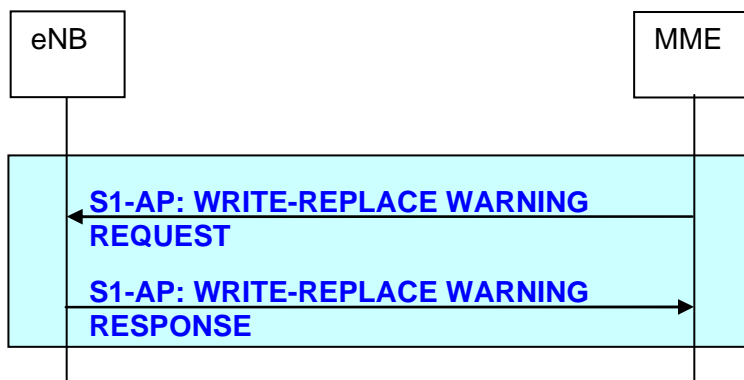 eNB
MME
S1-AP: WRITE-REPLACE WARNING
REQUEST
S1-AP: WRITE-REPLACE WARNING
RESPONSE